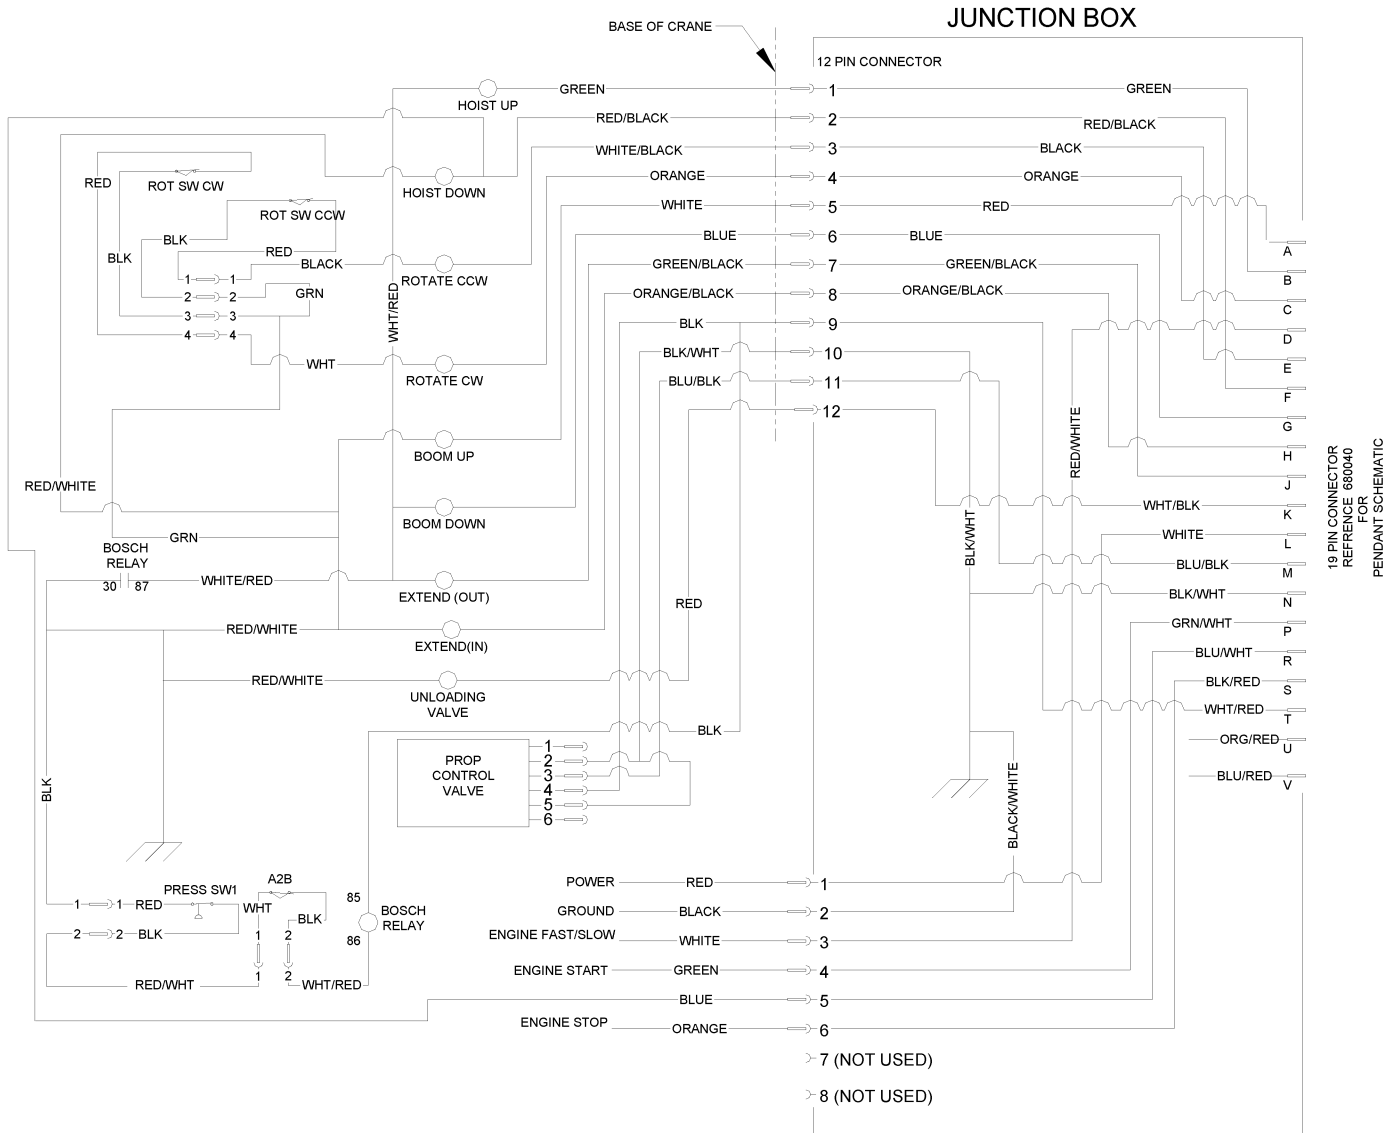 JUNCTION BOX
BASE OF CRANE
12 PIN CONNECTOR
GREEN
1
GREEN
HOIST UP
RED/BLACK
2
RED/BLACK
WHITE/BLACK
3
BLACK
RED
ROT SW CW
HOIST DOWN
ORANGE
4
ORANGE
ROT SW CCW
WHITE
5
RED
BLK
BLUE
6
BLUE
A
BLK
RED
BLACK
ROTATE CCW
GREEN/BLACK
7
GREEN/BLACK
1 1
B
2 2
GRN
WHT/RED
ORANGE/BLACK
8
ORANGE/BLACK
C
3 3
BLK
9
D
4 4
WHT
ROTATE CW
BLK/WHT
10
E
BLU/BLK
11
F
12
G
RED/WHITE
BOOM UP
H
RED/WHITE
J
BOOM DOWN
WHT/BLK
K
BLK/WHT
GRN
WHITE
L
BOSCH
RELAY
30 87
WHITE/RED
EXTEND (OUT)
BLU/BLK
M
RED
BLK/WHT
N
RED/WHITE
EXTEND(IN)
GRN/WHT
P
BLU/WHT
R
RED/WHITE
UNLOADING
VALVE
BLK/RED
S
WHT/RED
T
BLK
ORG/RED
U
BLU/RED
V
19 PIN CONNECTOR
REFRENCE 680040
FOR
PENDANT SCHEMATIC
PROP
CONTROL
VALVE
1
2
3
4
5
6
BLK
BLACK/WHITE
POWER
RED
1
PRESS SW1
A2B
85
BOSCH
RELAY
86
1 1
RED
WHT
BLK
GROUND
BLACK
2
2 2
BLK
1 2
ENGINE FAST/SLOW
WHITE
3
1 2
RED/WHT
WHT/RED
ENGINE START
GREEN
4
BLUE
5
ENGINE STOP
ORANGE
6
7 (NOT USED)
8 (NOT USED)